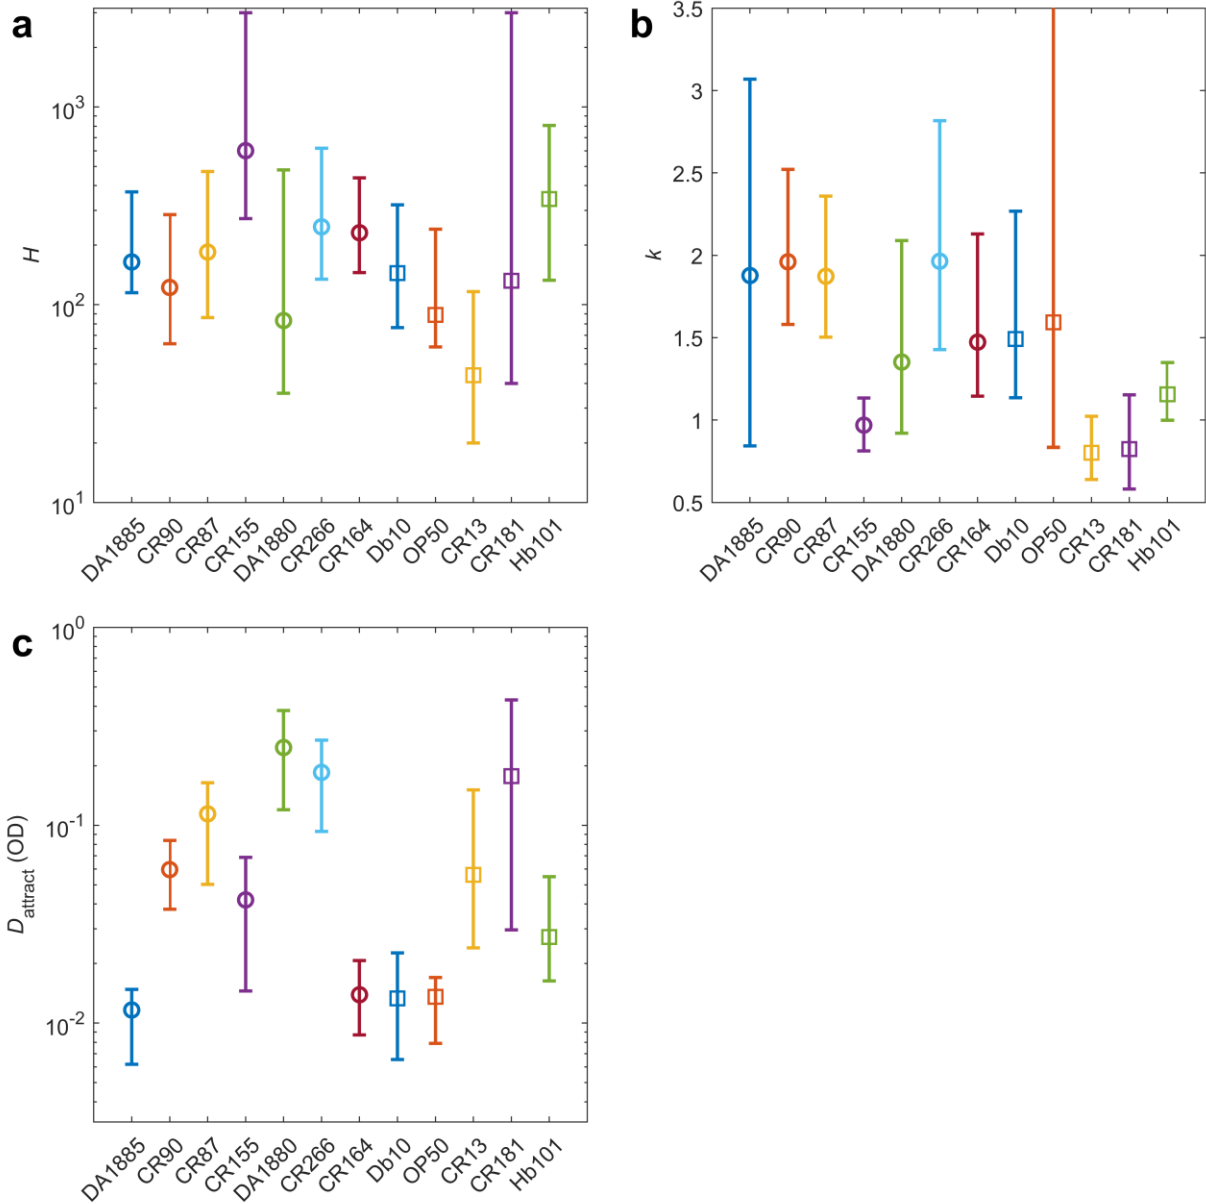 a
10^3
10^2
10^1
H
DA1885 CR90 CR87 CR155 DA1880 CR266 CR164 Db10 OP50 CR13 CR181 Hb101
b
3.5
3
2.5
2
1.5
1
0.5
k
DA1885 CR90 CR87 CR155 DA1880 CR266 CR164 Db10 OP50 CR13 CR181 Hb101
c
10^0
10^-1
10^-2
D_attract (OD)
DA1885 CR90 CR87 CR155 DA1880 CR266 CR164 Db10 OP50 CR13 CR181 Hb101